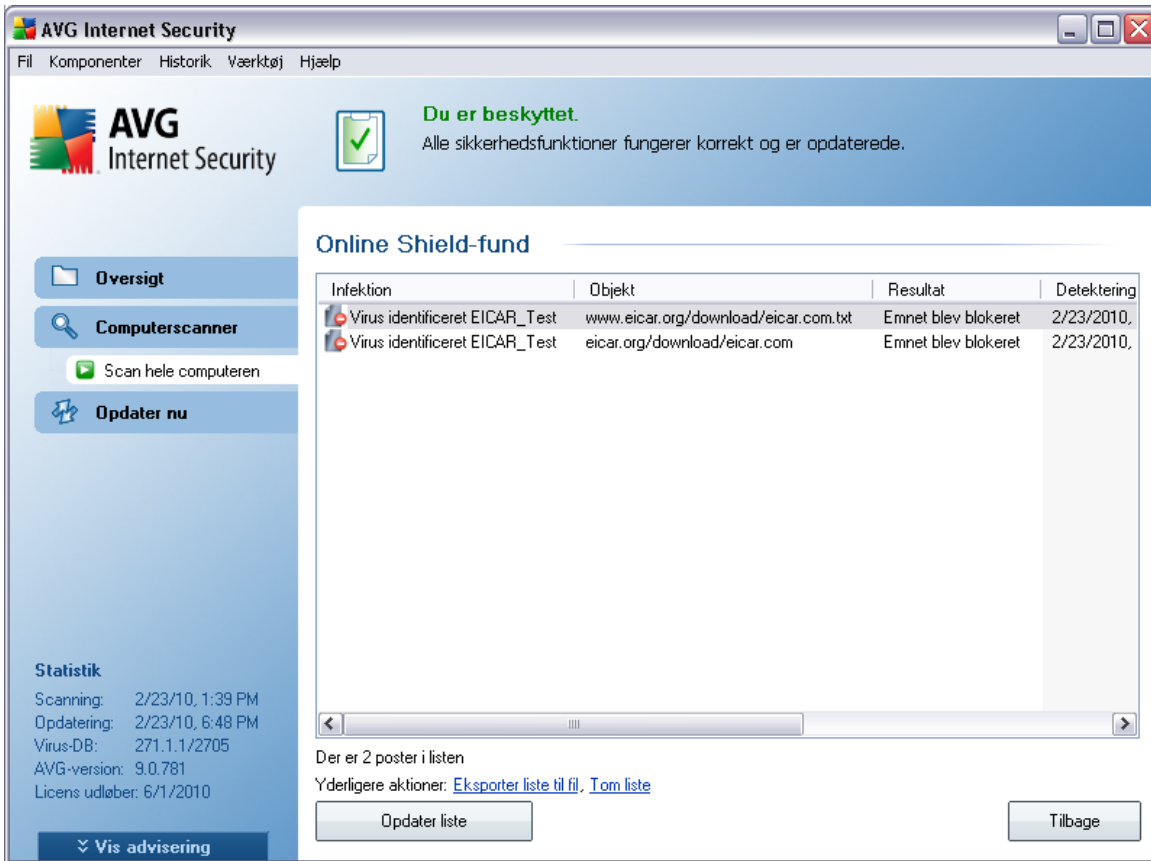 AVG Internet Security
Fil Komponenter Historik Værktøj Hjælp
AVG
Internet Security
Du er beskyttet.
Alle sikkerhedsfunktioner fungerer korrekt og er opdaterede.
Oversigt
Computerscanner
Scan hele computeren
Opdater nu
Online Shield-fund
Infektion Objekt Resultat Detektering
Virus identificeret EICAR_Test www.eicar.org/download/eicar.com.txt Emnet blev blokeret 2/23/2010,
Virus identificeret EICAR_Test eicar.org/download/eicar.com Emnet blev blokeret 2/23/2010,
Der er 2 poster i listen
Yderligere aktioner: Eksporter liste til fil, Tom liste
Opdater liste Tilbage
Statistik
Scanning: 2/23/10, 1:39 PM
Opdatering: 2/23/10, 6:48 PM
Virus-DB: 271.1.1/2705
AVG-version: 9.0.781
Licens udløber: 6/1/2010
Vis advisering